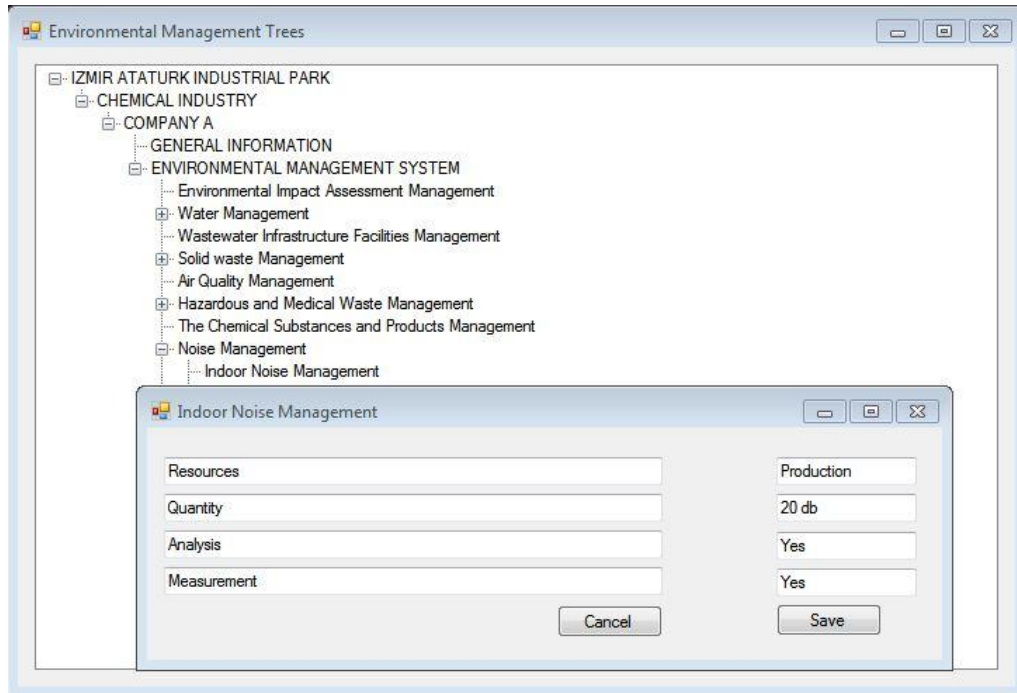 Environmental Management Trees
IZMIR ATATURK INDUSTRIAL PARK
CHEMICAL INDUSTRY
COMPANY A
GENERAL INFORMATION
ENVIRONMENTAL MANAGEMENT SYSTEM
Environmental Impact Assessment Management
Water Management
Wastewater Infrastructure Facilities Management
Solid waste Management
Air Quality Management
Hazardous and Medical Waste Management
The Chemical Substances and Products Management
Noise Management
Indoor Noise Management
Indoor Noise Management
Resources Production
Quantity 20 db
Analysis Yes
Measurement Yes
Cancel Save